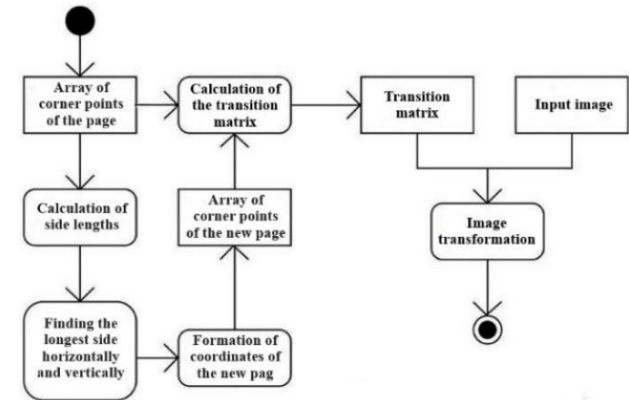 Array of
corner points
of the page
Calculation of
the transition
matrix
Transition
matrix
Input image
Calculation of
side lengths
Array of
corner points
of the new page
Image
transformation
Finding the
longest side
horizontally
and vertically
Formation of
coordinates of
the new pag